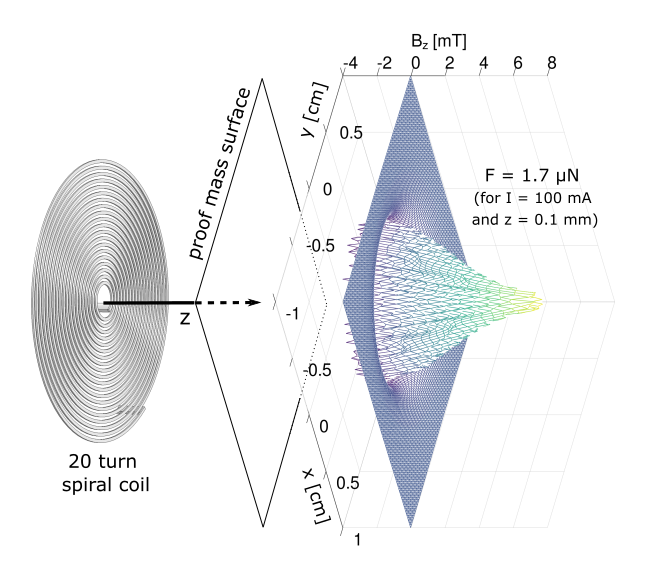 B_z [mT]
-4 -2 0 2 4 6 8
y [cm]
0.5
0
-0.5
-1
proof mass surface
F = 1.7 µN
(for I = 100 mA
and z = 0.1 mm)
z
-0.5
0
0.5
1
x [cm]
20 turn
spiral coil